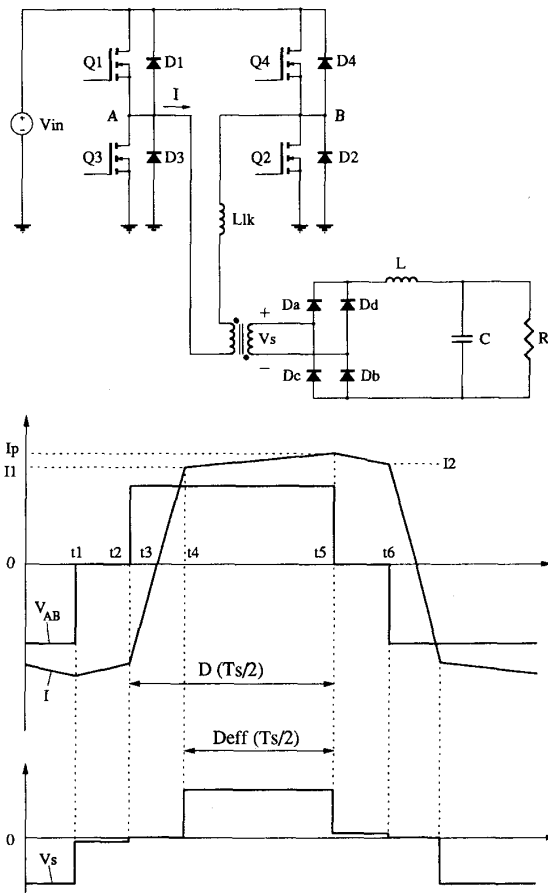 Q1
D1
Q4
D4
I
A
B
Vin
Q3
D3
Q2
D2
Llk
L
+
Da
Dd
Vs
C
R
−
Dc
Db
Ip
I1
I2
0
t1
t2
t3
t4
t5
t6
VAB
I
D (Ts/2)
Deff (Ts/2)
0
Vs